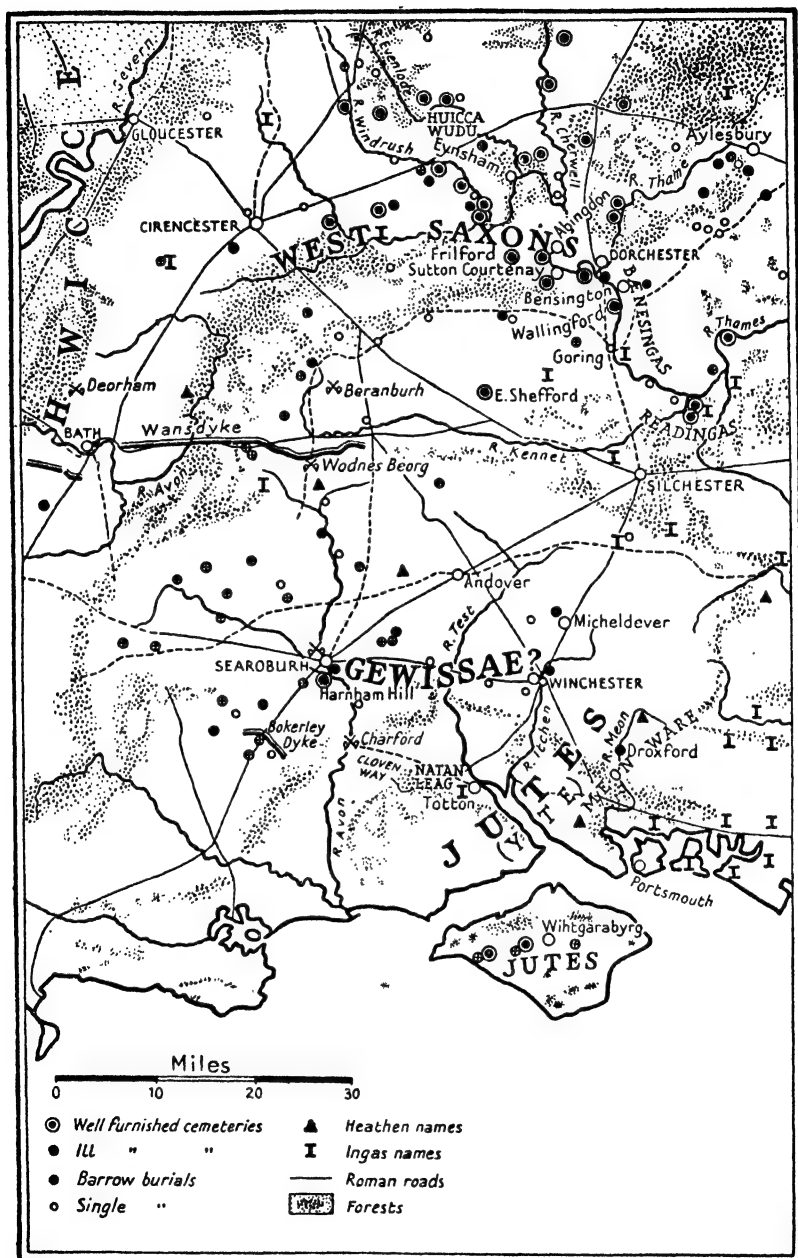 HWICCE
R. Severn
GLOUCESTER
R. Evenlode
HUICCA
WUDU
R. Windrush
Eynsham
R. Cherwell
Aylesbury
R. Thame
CIRENCESTER
WEST SAXONS
Abingdon
Frilford
Sutton Courtenay
DORCHESTER
Bensington
BENESINGAS
Wallingford
R. Thames
Goring
Deorham
Beranburh
E. Shefford
READINGAS
BATH
Wansdyke
R. Avon
Wodnes Beorg
R. Kennet
SILCHESTER
Andover
R. Test
Micheldever
SEAROBURH
GEWISSAE?
Harnham Hill
WINCHESTER
Bokerley
Dyke
Charford
CLOVEN
WAY
NATAN
LEAG
Totton
R. Itchen
R. Meon
MEONWARE
Droxford
R. Avon
JUTES
(YTE)
Portsmouth
Wihtgarabyrg
JUTES
Miles
0 10 20 30
Well furnished cemeteries
Ill " "
Barrow burials
Single "
Heathen names
Ingas names
Roman roads
Forests